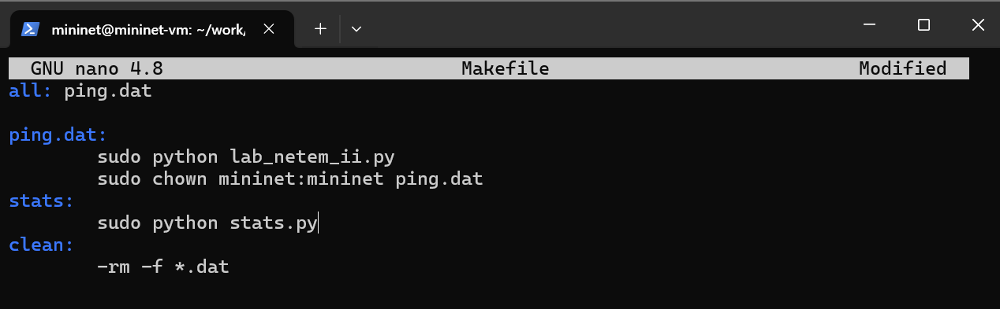 mininet@mininet-vm: ~/work/
GNU nano 4.8 Makefile Modified
all: ping.dat
ping.dat:
sudo python lab_netem_ii.py
sudo chown mininet:mininet ping.dat
stats:
sudo python stats.py
clean:
-rm -f *.dat